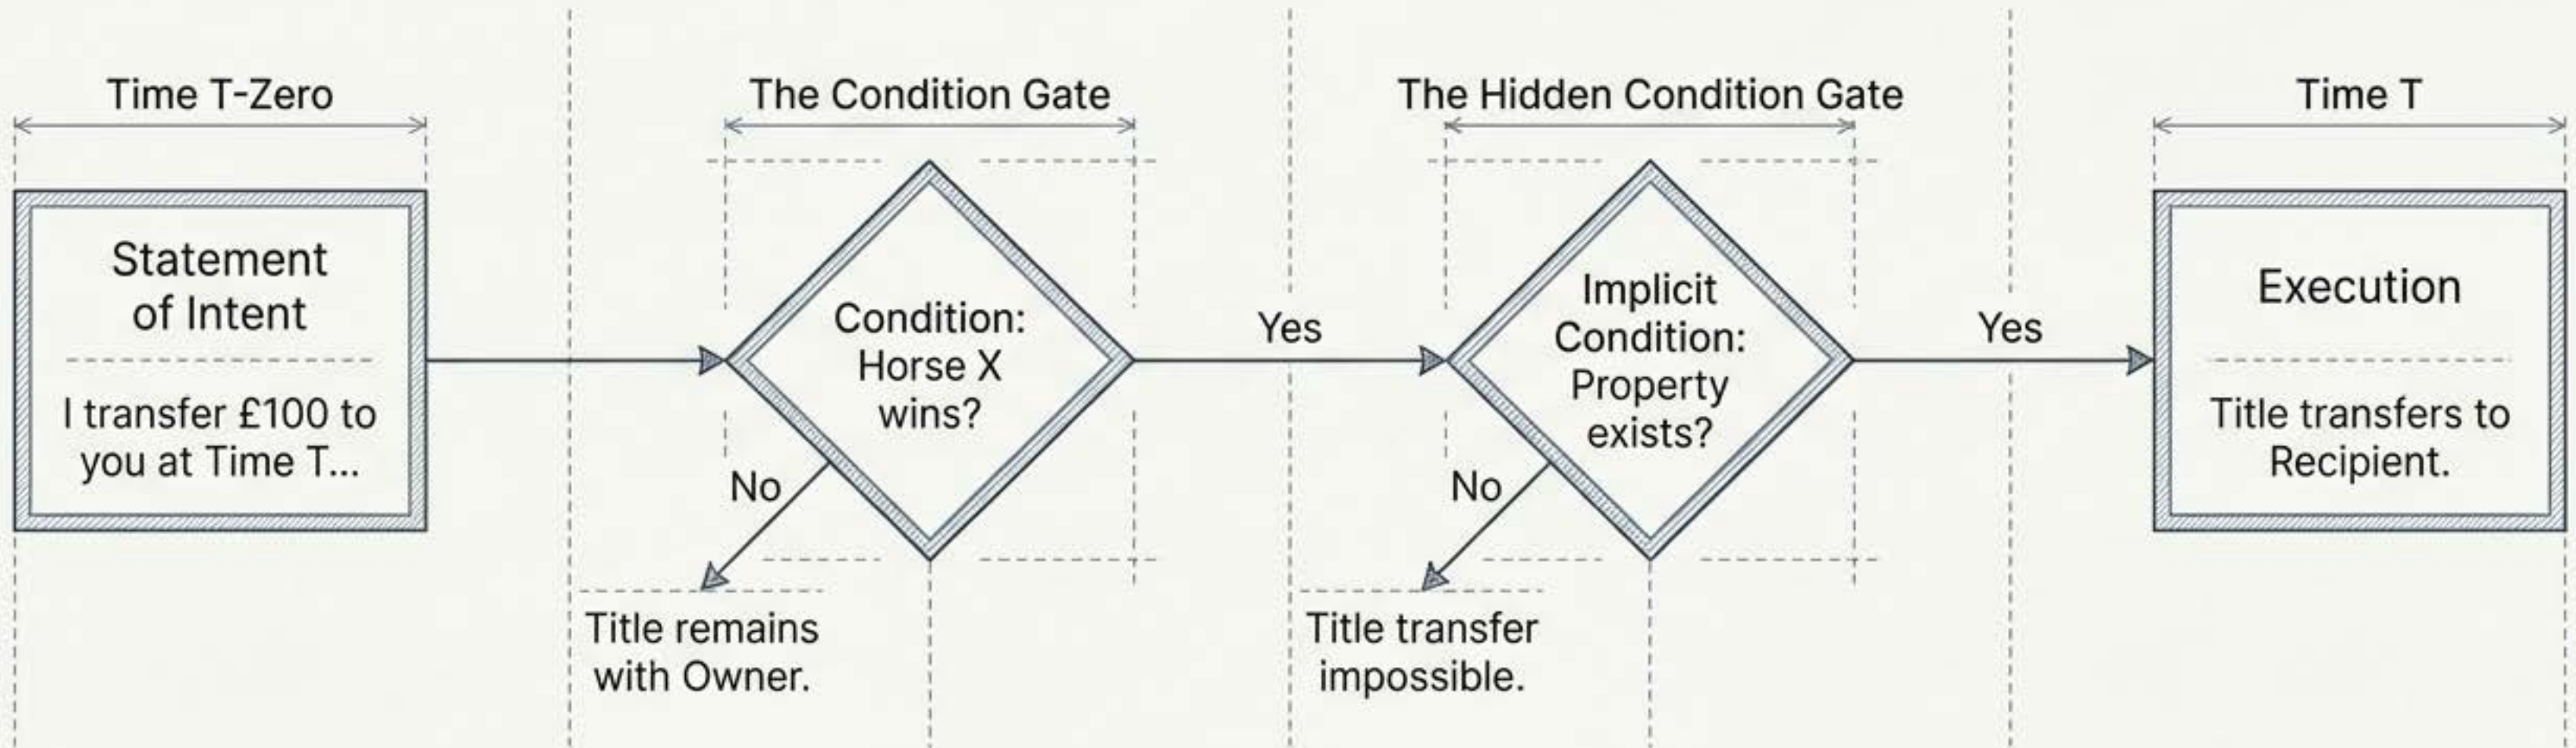 Time T-Zero
Statement
of Intent
I transfer £100 to
you at Time T...
The Condition Gate
Condition:
Horse X
wins?
No
Title remains
with Owner.
Yes
The Hidden Condition Gate
Implicit
Condition:
Property
exists?
No
Title transfer
impossible.
Yes
Time T
Execution
Title transfers to
Recipient.